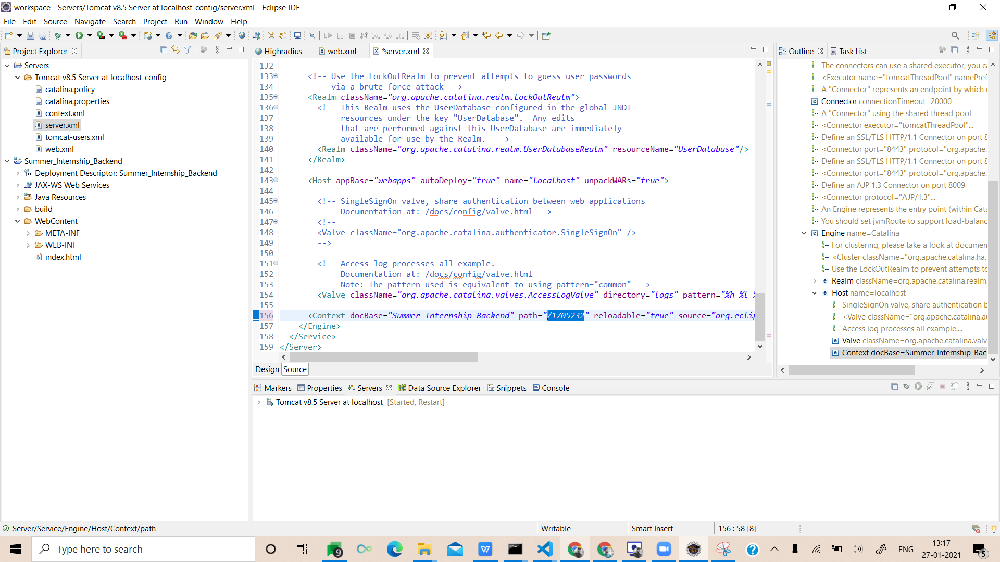 workspace - Servers/Tomcat v8.5 Server at localhost-config/server.xml - Eclipse IDE
File Edit Source Navigate Search Project Run Window Help
Project Explorer
Servers
Tomcat v8.5 Server at localhost-config
catalina.policy
catalina.properties
context.xml
server.xml
tomcat-users.xml
web.xml
Summer_Internship_Backend
Deployment Descriptor: Summer_Internship_Backend
JAX-WS Web Services
Java Resources
build
WebContent
META-INF
WEB-INF
index.html
Highradius web.xml *server.xml
132
133 <!-- Use the LockOutRealm to prevent attempts to guess user passwords
134 via a brute-force attack -->
135 <Realm className="org.apache.catalina.realm.LockOutRealm">
136 <!-- This Realm uses the UserDatabase configured in the global JNDI
137 resources under the key "UserDatabase".  Any edits
138 that are performed against this UserDatabase are immediately
139 available for use by the Realm.  -->
140 <Realm className="org.apache.catalina.realm.UserDatabaseRealm" resourceName="UserDatabase"/>
141 </Realm>
142
143 <Host appBase="webapps" autoDeploy="true" name="localhost" unpackWARs="true">
144
145 <!-- SingleSignOn valve, share authentication between web applications
146 Documentation at: /docs/config/valve.html -->
147 <!--
148 <Valve className="org.apache.catalina.authenticator.SingleSignOn" />
149 -->
150
151 <!-- Access log processes all example.
152 Documentation at: /docs/config/valve.html
153 Note: The pattern used is equivalent to using pattern="common" -->
154 <Valve className="org.apache.catalina.valves.AccessLogValve" directory="logs" pattern="%h %l
155
156 <Context docBase="Summer_Internship_Backend" path="/1705232" reloadable="true" source="org.eclip
157 </Engine>
158 </Service>
159 </Server>
Design Source
Outline Task List
The connectors can use a shared executor, you ca
<Executor name="tomcatThreadPool" namePref
A "Connector" represents an endpoint by which r
Connector connectionTimeout=20000
A "Connector" using the shared thread pool
<Connector executor="tomcatThreadPool"...
Define an SSL/TLS HTTP/1.1 Connector on port 8
<Connector port="8443" protocol="org.apache.
Define an SSL/TLS HTTP/1.1 Connector on port 8
<Connector port="8443" protocol="org.apache.
Define an AJP 1.3 Connector on port 8009
<Connector protocol="AJP/1.3"...
An Engine represents the entry point (within Cata
You should set jvmRoute to support load-balanc
Engine name=Catalina
For clustering, please take a look at documen
<Cluster className="org.apache.catalina.ha.
Use the LockOutRealm to prevent attempts to
Realm className=org.apache.catalina.realm.
Host name=localhost
SingleSignOn valve, share authentication b
<Valve className="org.apache.catalina.au
Access log processes all example....
Valve className=org.apache.catalina.valv
Context docBase=Summer_Internship_Bacl
Markers Properties Servers Data Source Explorer Snippets Console
Tomcat v8.5 Server at localhost [Started, Restart]
Server/Service/Engine/Host/Context/path
Writable
Smart Insert
156 : 58 [8]
Type here to search
9
ENG
13:17
27-01-2021
5